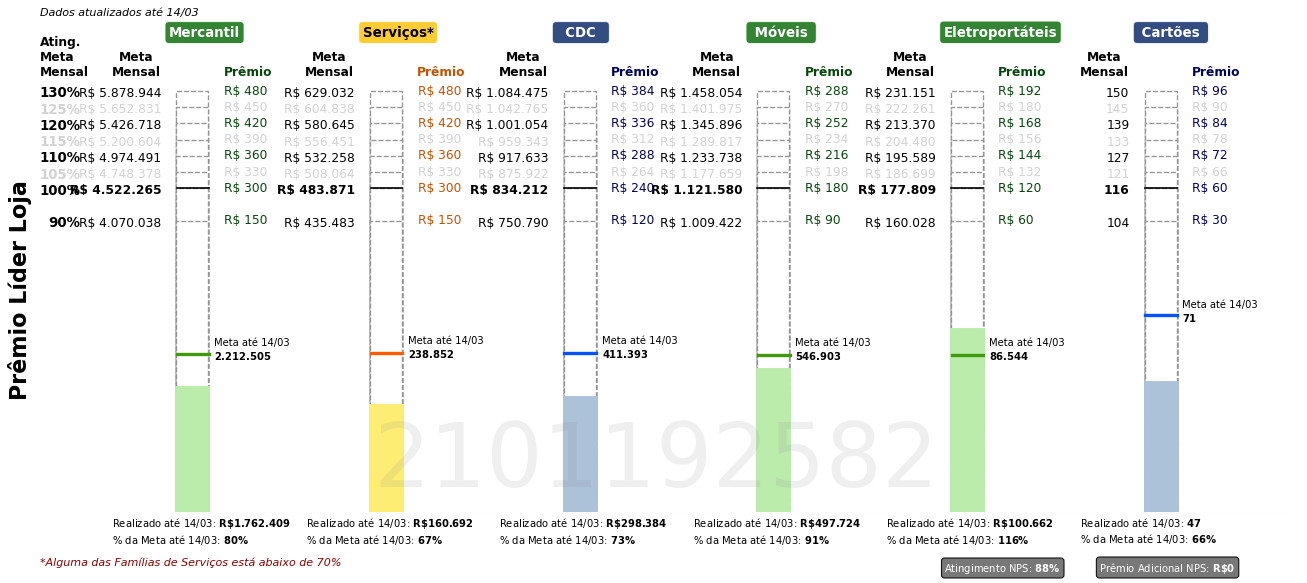 Dados atualizados até 14/03
Mercantil Serviços* CDC Móveis Eletroportáteis Cartões
Ating. Meta Mensal
Meta Mensal Prêmio Meta Mensal Prêmio Meta Mensal Prêmio Meta Mensal Prêmio Meta Mensal Prêmio Meta Mensal Prêmio
130% R$ 5.878.944 R$ 480 R$ 629.032 R$ 480 R$ 1.084.475 R$ 384 R$ 1.458.054 R$ 288 R$ 231.151 R$ 192 150 R$ 96
125% R$ 5.652.831 R$ 450 R$ 604.838 R$ 450 R$ 1.042.765 R$ 360 R$ 1.401.975 R$ 270 R$ 222.261 R$ 180 145 R$ 90
120% R$ 5.426.718 R$ 420 R$ 580.645 R$ 420 R$ 1.001.054 R$ 336 R$ 1.345.896 R$ 252 R$ 213.370 R$ 168 139 R$ 84
115% R$ 5.200.604 R$ 390 R$ 556.451 R$ 390 R$ 959.343 R$ 312 R$ 1.289.817 R$ 234 R$ 204.480 R$ 156 133 R$ 78
110% R$ 4.974.491 R$ 360 R$ 532.258 R$ 360 R$ 917.633 R$ 288 R$ 1.233.738 R$ 216 R$ 195.589 R$ 144 127 R$ 72
105% R$ 4.748.378 R$ 330 R$ 508.064 R$ 330 R$ 875.922 R$ 264 R$ 1.177.659 R$ 198 R$ 186.699 R$ 132 121 R$ 66
100% R$ 4.522.265 R$ 300 R$ 483.871 R$ 300 R$ 834.212 R$ 240 R$ 1.121.580 R$ 180 R$ 177.809 R$ 120 116 R$ 60
90% R$ 4.070.038 R$ 150 R$ 435.483 R$ 150 R$ 750.790 R$ 120 R$ 1.009.422 R$ 90 R$ 160.028 R$ 60 104 R$ 30
Prêmio Líder Loja
Meta até 14/03
2.212.505
Meta até 14/03
238.852
Meta até 14/03
411.393
Meta até 14/03
546.903
Meta até 14/03
86.544
Meta até 14/03
71
2101192582
Realizado até 14/03: R$1.762.409
% da Meta até 14/03: 80%
Realizado até 14/03: R$160.692
% da Meta até 14/03: 67%
Realizado até 14/03: R$298.384
% da Meta até 14/03: 73%
Realizado até 14/03: R$497.724
% da Meta até 14/03: 91%
Realizado até 14/03: R$100.662
% da Meta até 14/03: 116%
Realizado até 14/03: 47
% da Meta até 14/03: 66%
*Alguma das Famílias de Serviços está abaixo de 70%
Atingimento NPS: 88%
Prêmio Adicional NPS: R$0